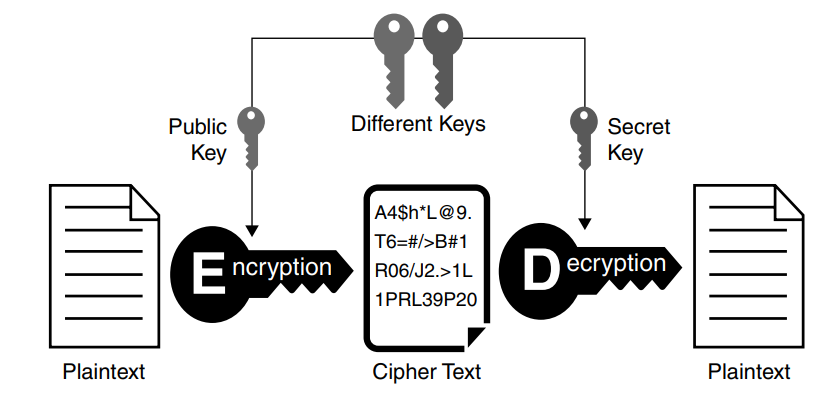 Different Keys
Public
Key
Secret
Key
A4$h*L@9.
T6=#/>B#1
R06/J2.>1L
1PRL39P20
Encryption
Decryption
Plaintext
Cipher Text
Plaintext